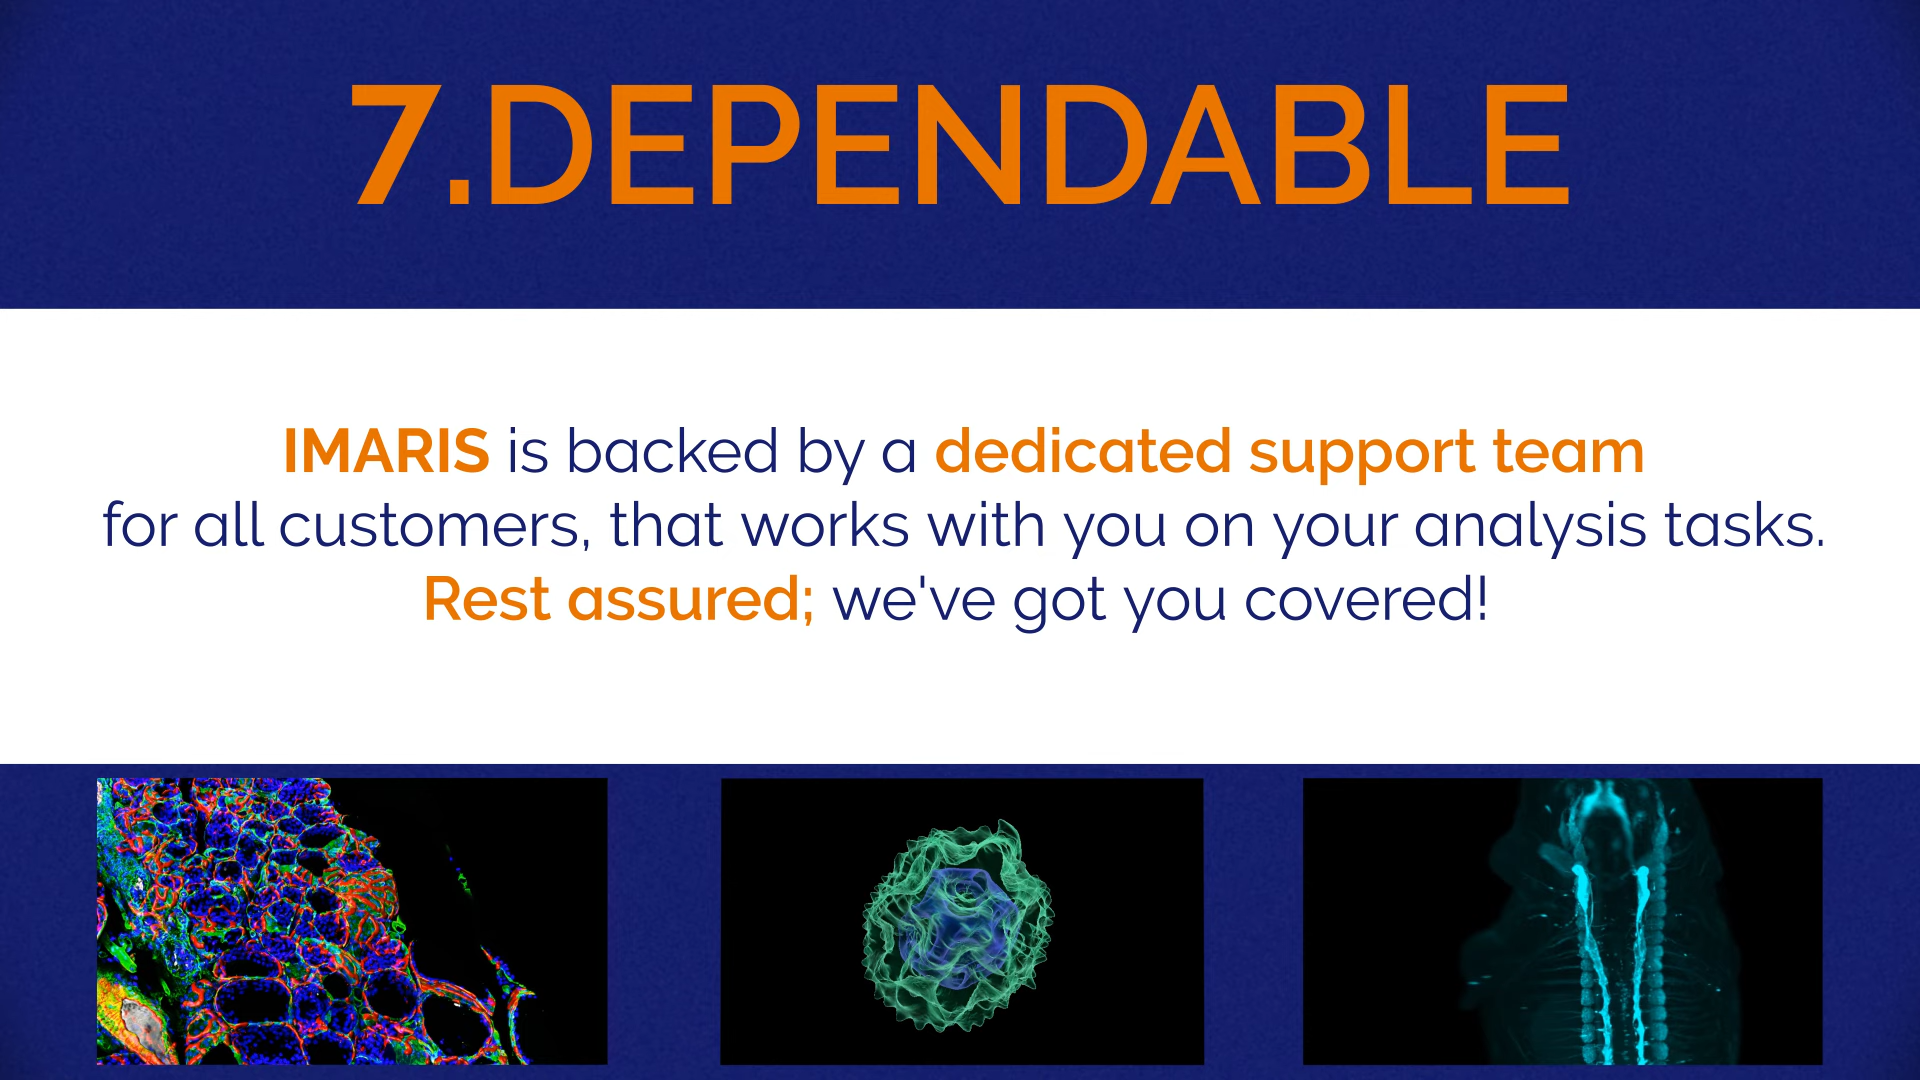 7.DEPENDABLE
IMARIS is backed by a dedicated support team
for all customers, that works with you on your analysis tasks.
Rest assured; we've got you covered!